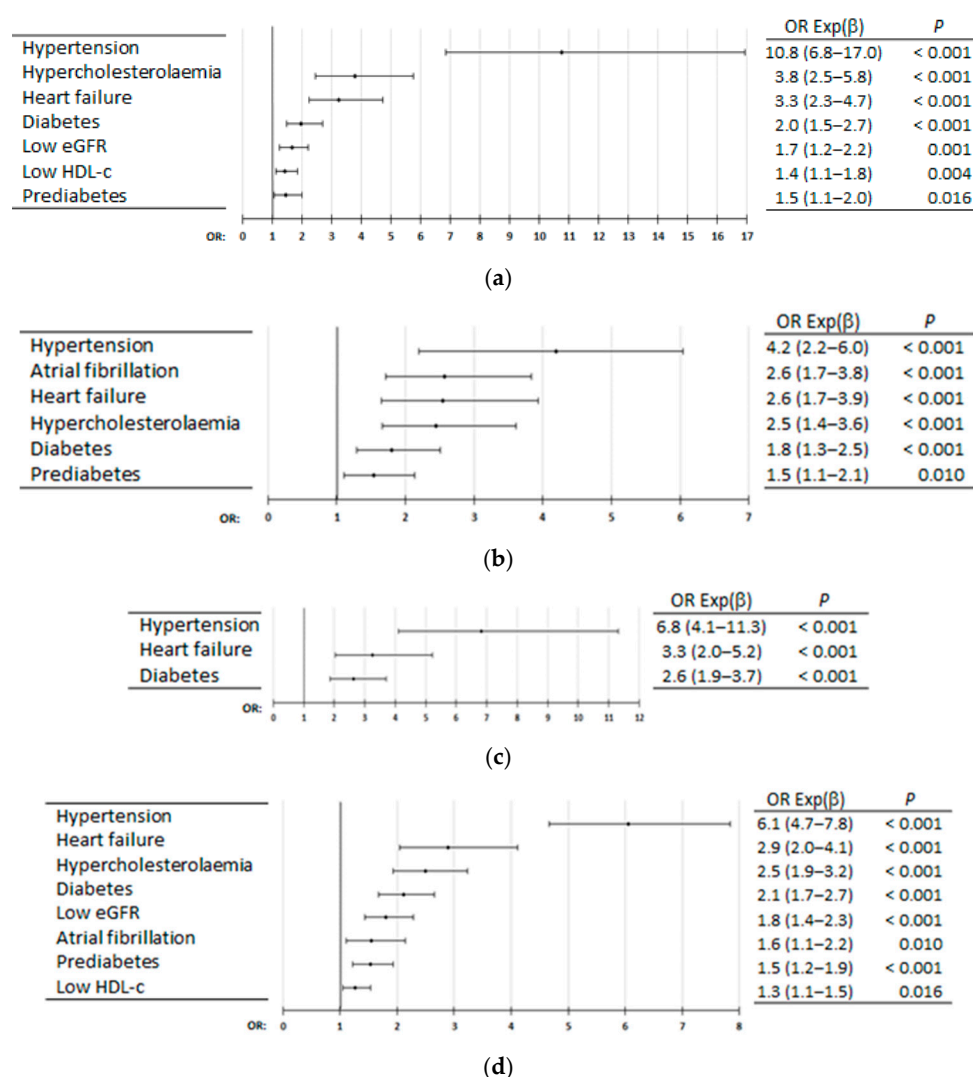 OR Exp(β) P
Hypertension 10.8 (6.8–17.0) < 0.001
Hypercholesterolaemia 3.8 (2.5–5.8) < 0.001
Heart failure 3.3 (2.3–4.7) < 0.001
Diabetes 2.0 (1.5–2.7) < 0.001
Low eGFR 1.7 (1.2–2.2) 0.001
Low HDL-c 1.4 (1.1–1.8) 0.004
Prediabetes 1.5 (1.1–2.0) 0.016
OR: 0 1 2 3 4 5 6 7 8 9 10 11 12 13 14 15 16 17
(a)
OR Exp(β) P
Hypertension 4.2 (2.2–6.0) < 0.001
Atrial fibrillation 2.6 (1.7–3.8) < 0.001
Heart failure 2.6 (1.7–3.9) < 0.001
Hypercholesterolaemia 2.5 (1.4–3.6) < 0.001
Diabetes 1.8 (1.3–2.5) < 0.001
Prediabetes 1.5 (1.1–2.1) 0.010
OR: 0 1 2 3 4 5 6 7
(b)
OR Exp(β) P
Hypertension 6.8 (4.1–11.3) < 0.001
Heart failure 3.3 (2.0–5.2) < 0.001
Diabetes 2.6 (1.9–3.7) < 0.001
OR: 0 1 2 3 4 5 6 7 8 9 10 11 12
(c)
OR Exp(β) P
Hypertension 6.1 (4.7–7.8) < 0.001
Heart failure 2.9 (2.0–4.1) < 0.001
Hypercholesterolaemia 2.5 (1.9–3.2) < 0.001
Diabetes 2.1 (1.7–2.7) < 0.001
Low eGFR 1.8 (1.4–2.3) < 0.001
Atrial fibrillation 1.6 (1.1–2.2) 0.010
Prediabetes 1.5 (1.2–1.9) < 0.001
Low HDL-c 1.3 (1.1–1.5) 0.016
OR: 0 1 2 3 4 5 6 7 8
(d)